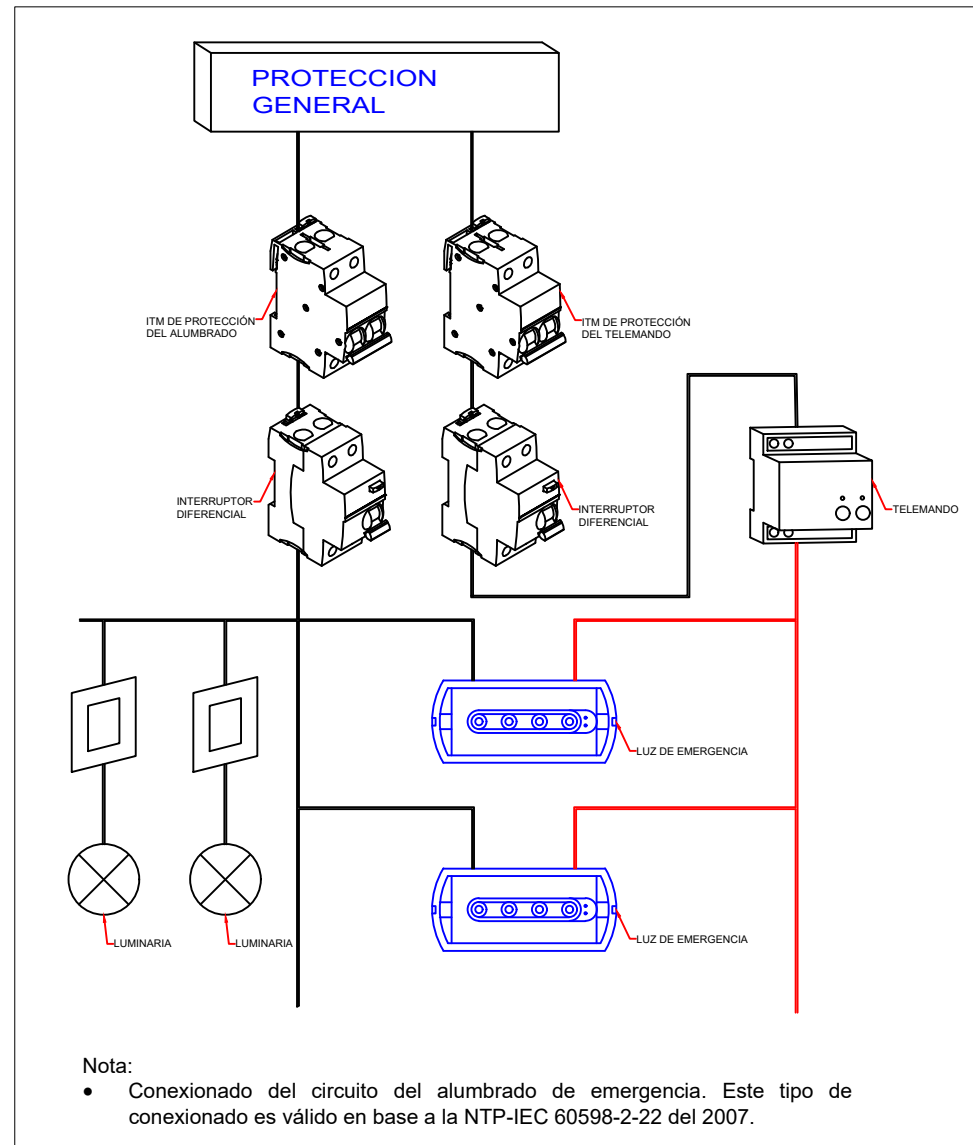 PROTECCION
GENERAL
ITM DE PROTECCIÓN
DEL ALUMBRADO
ITM DE PROTECCIÓN
DEL TELEMANDO
INTERRUPTOR
DIFERENCIAL
INTERRUPTOR
DIFERENCIAL
TELEMANDO
LUZ DE EMERGENCIA
LUMINARIA
LUMINARIA
LUZ DE EMERGENCIA
Nota:
• Conexionado del circuito del alumbrado de emergencia. Este tipo de
conexionado es válido en base a la NTP-IEC 60598-2-22 del 2007.